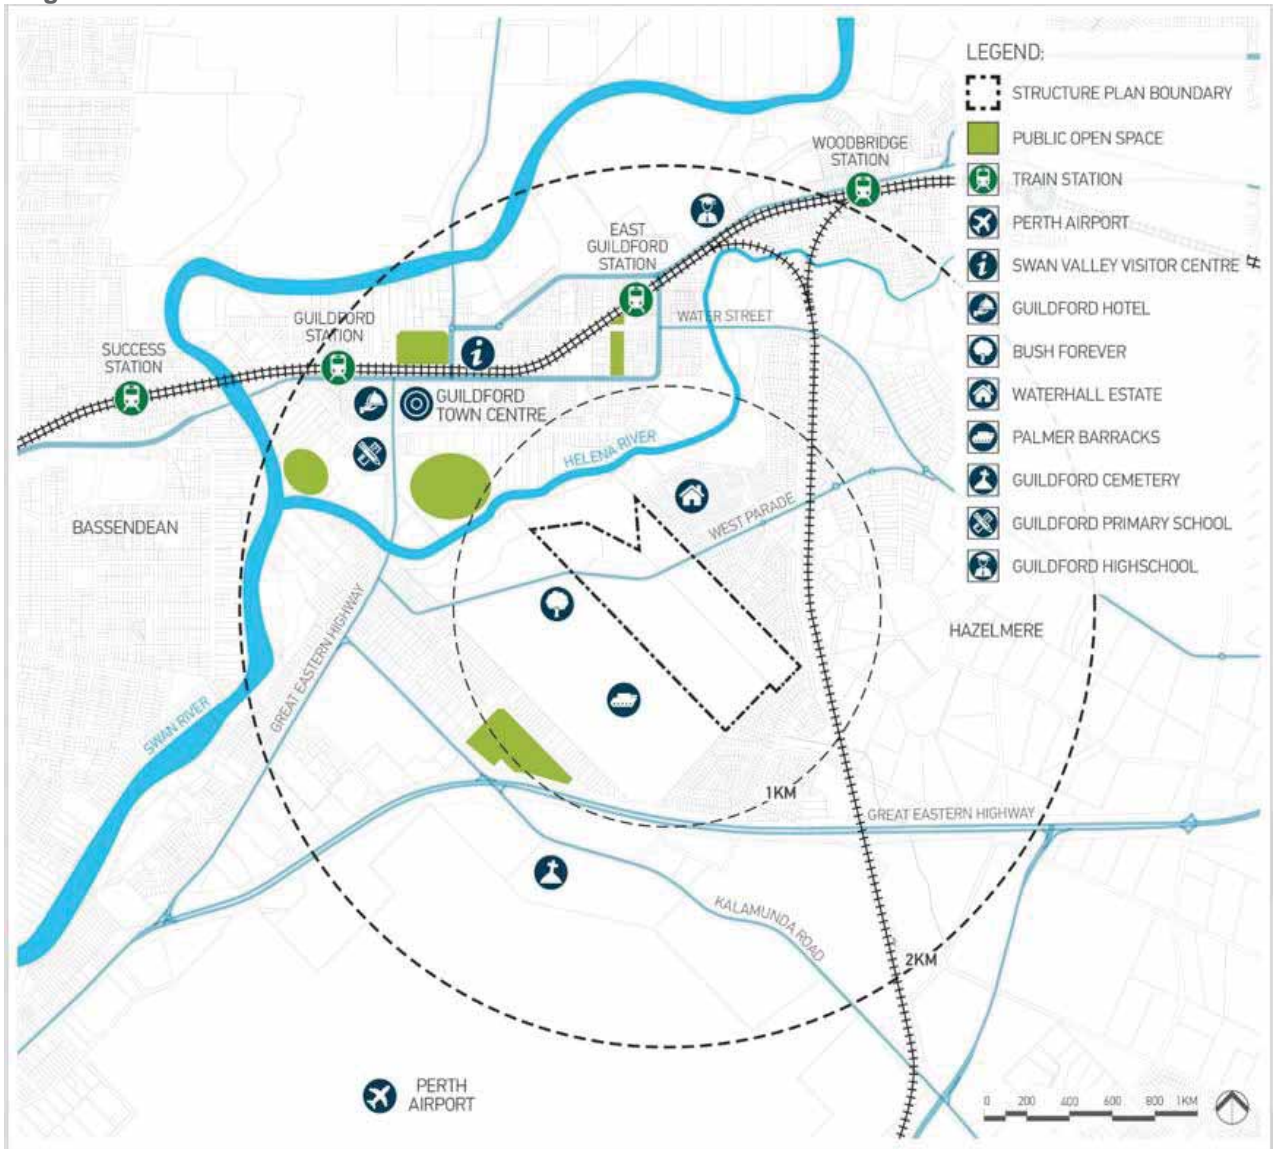 LEGEND:
STRUCTURE PLAN BOUNDARY
PUBLIC OPEN SPACE
TRAIN STATION
PERTH AIRPORT
SWAN VALLEY VISITOR CENTRE
GUILDFORD HOTEL
BUSH FOREVER
WATERHALL ESTATE
PALMER BARRACKS
GUILDFORD CEMETERY
GUILDFORD PRIMARY SCHOOL
GUILDFORD HIGHSCHOOL
WOODBRIDGE
STATION
EAST
GUILDFORD
STATION
GUILDFORD
STATION
SUCCESS
STATION
WATER STREET
GUILDFORD
TOWN CENTRE
HELENA RIVER
WEST PARADE
BASSENDEAN
HAZELMERE
GREAT EASTERN HIGHWAY
SWAN RIVER
1KM
GREAT EASTERN HIGHWAY
KALAMUNDA ROAD
2KM
PERTH
AIRPORT
0 200 400 600 800 1KM